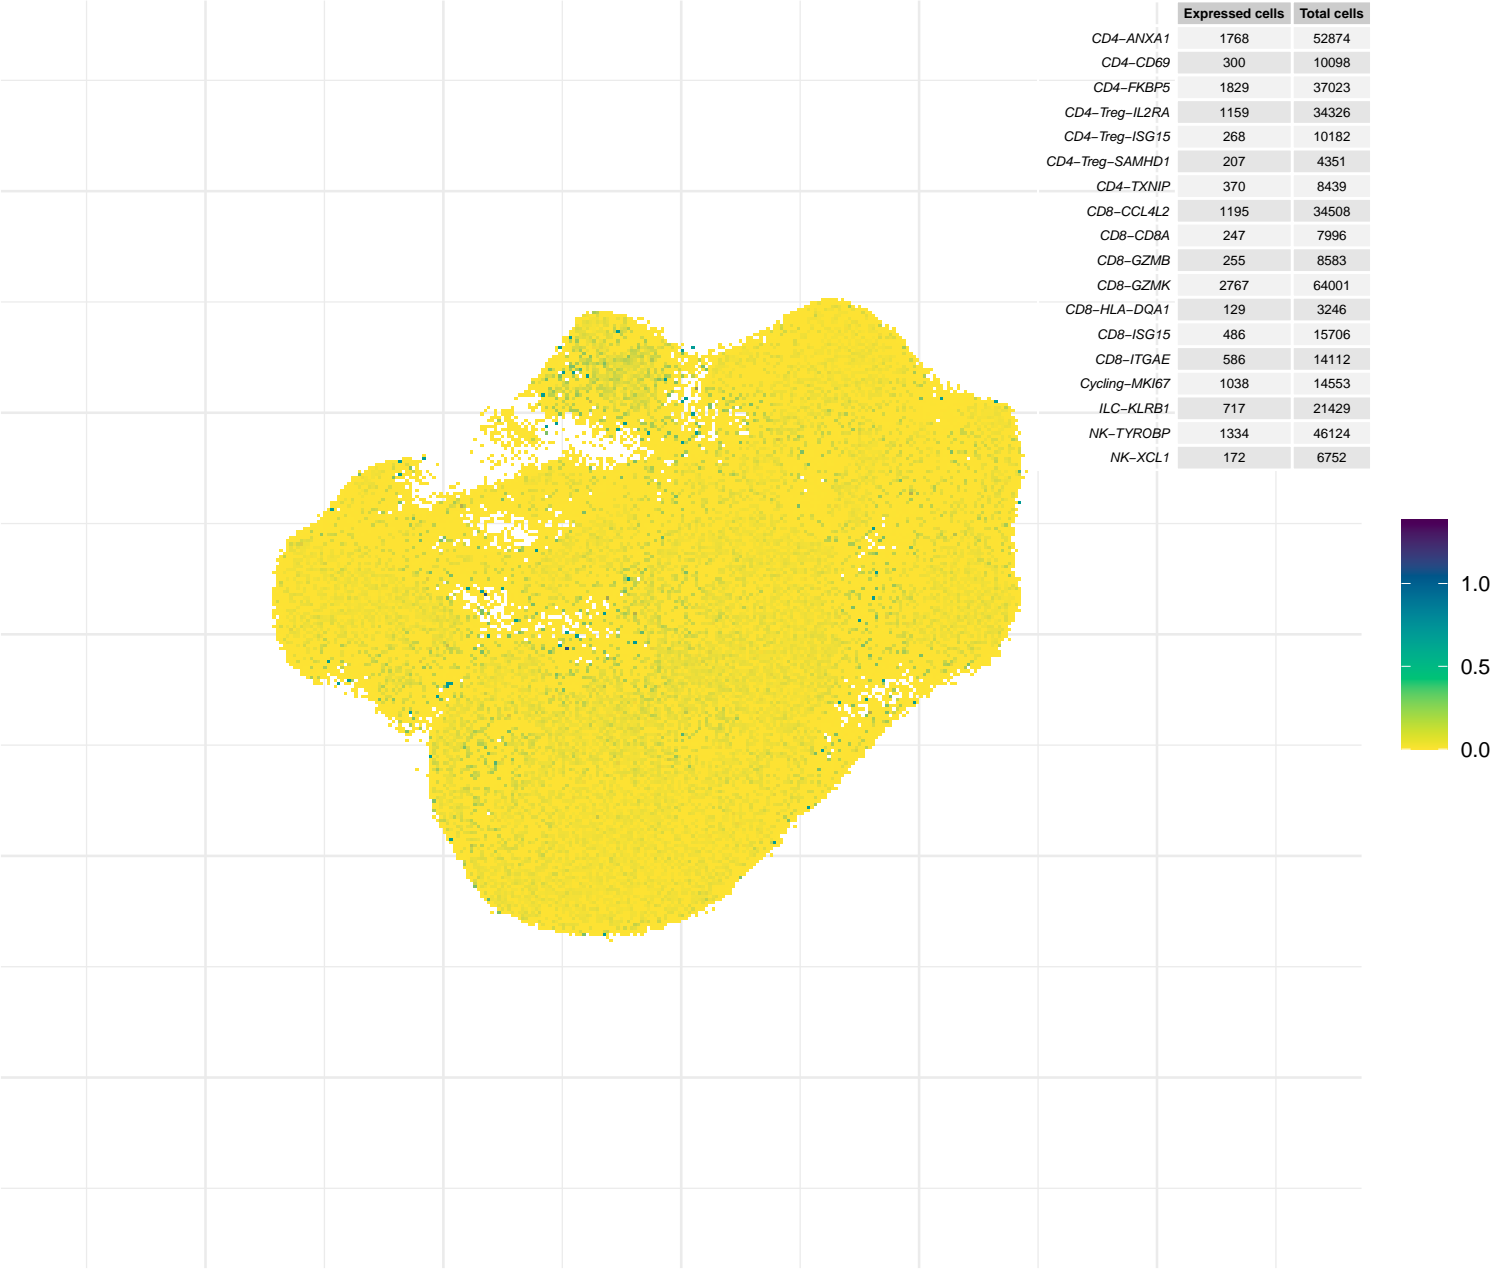 Expressed cells Total cells
CD4−ANXA1 1768 52874
CD4−CD69 300 10098
CD4−FKBP5 1829 37023
CD4−Treg−IL2RA 1159 34326
CD4−Treg−ISG15 268 10182
CD4−Treg−SAMHD1 207 4351
CD4−TXNIP 370 8439
CD8−CCL4L2 1195 34508
CD8−CD8A 247 7996
CD8−GZMB 255 8583
CD8−GZMK 2767 64001
CD8−HLA−DQA1 129 3246
CD8−ISG15 486 15706
CD8−ITGAE 586 14112
Cycling−MKI67 1038 14553
ILC−KLRB1 717 21429
NK−TYROBP 1334 46124
NK−XCL1 172 6752
1.0
0.5
0.0